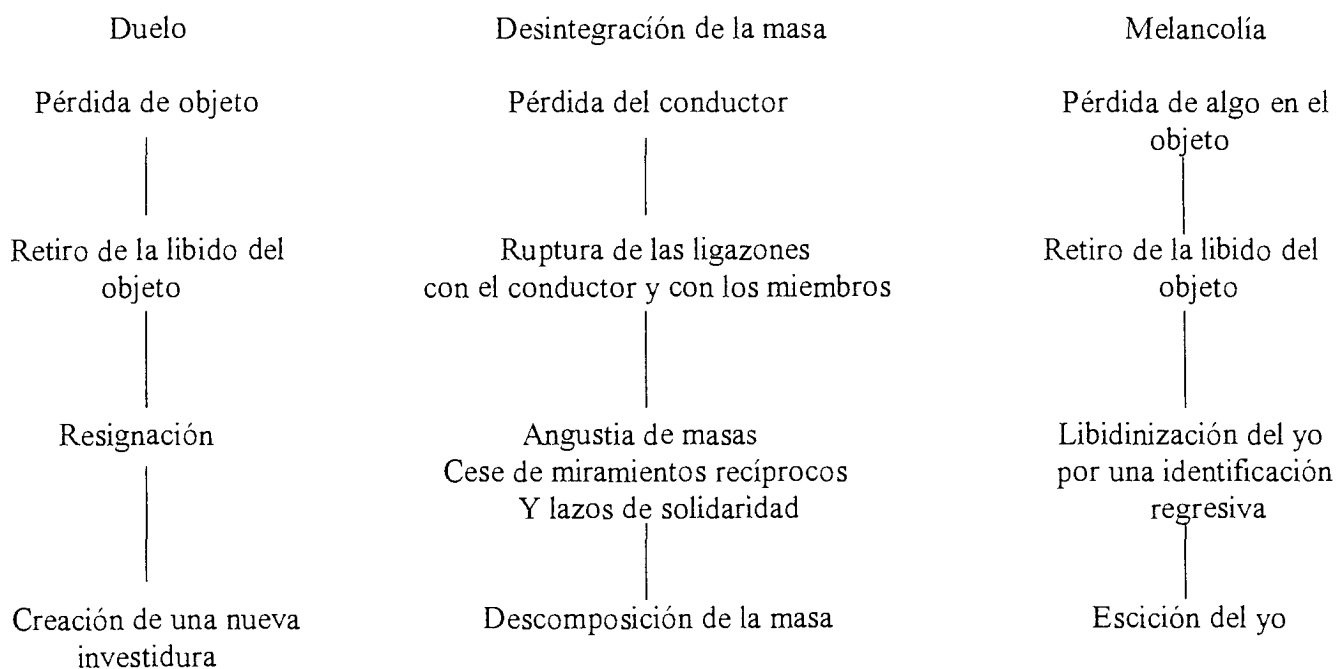 Duelo
Desintegración de la masa
Melancolía
Pérdida de objeto
Pérdida del conductor
Pérdida de algo en el
objeto
Retiro de la libido del
objeto
Ruptura de las ligazones
con el conductor y con los miembros
Retiro de la libido del
objeto
Resignación
Angustia de masas
Cese de miramientos recíprocos
Y lazos de solidaridad
Libidinización del yo
por una identificación
regresiva
Creación de una nueva
investidura
Descomposición de la masa
Escición del yo